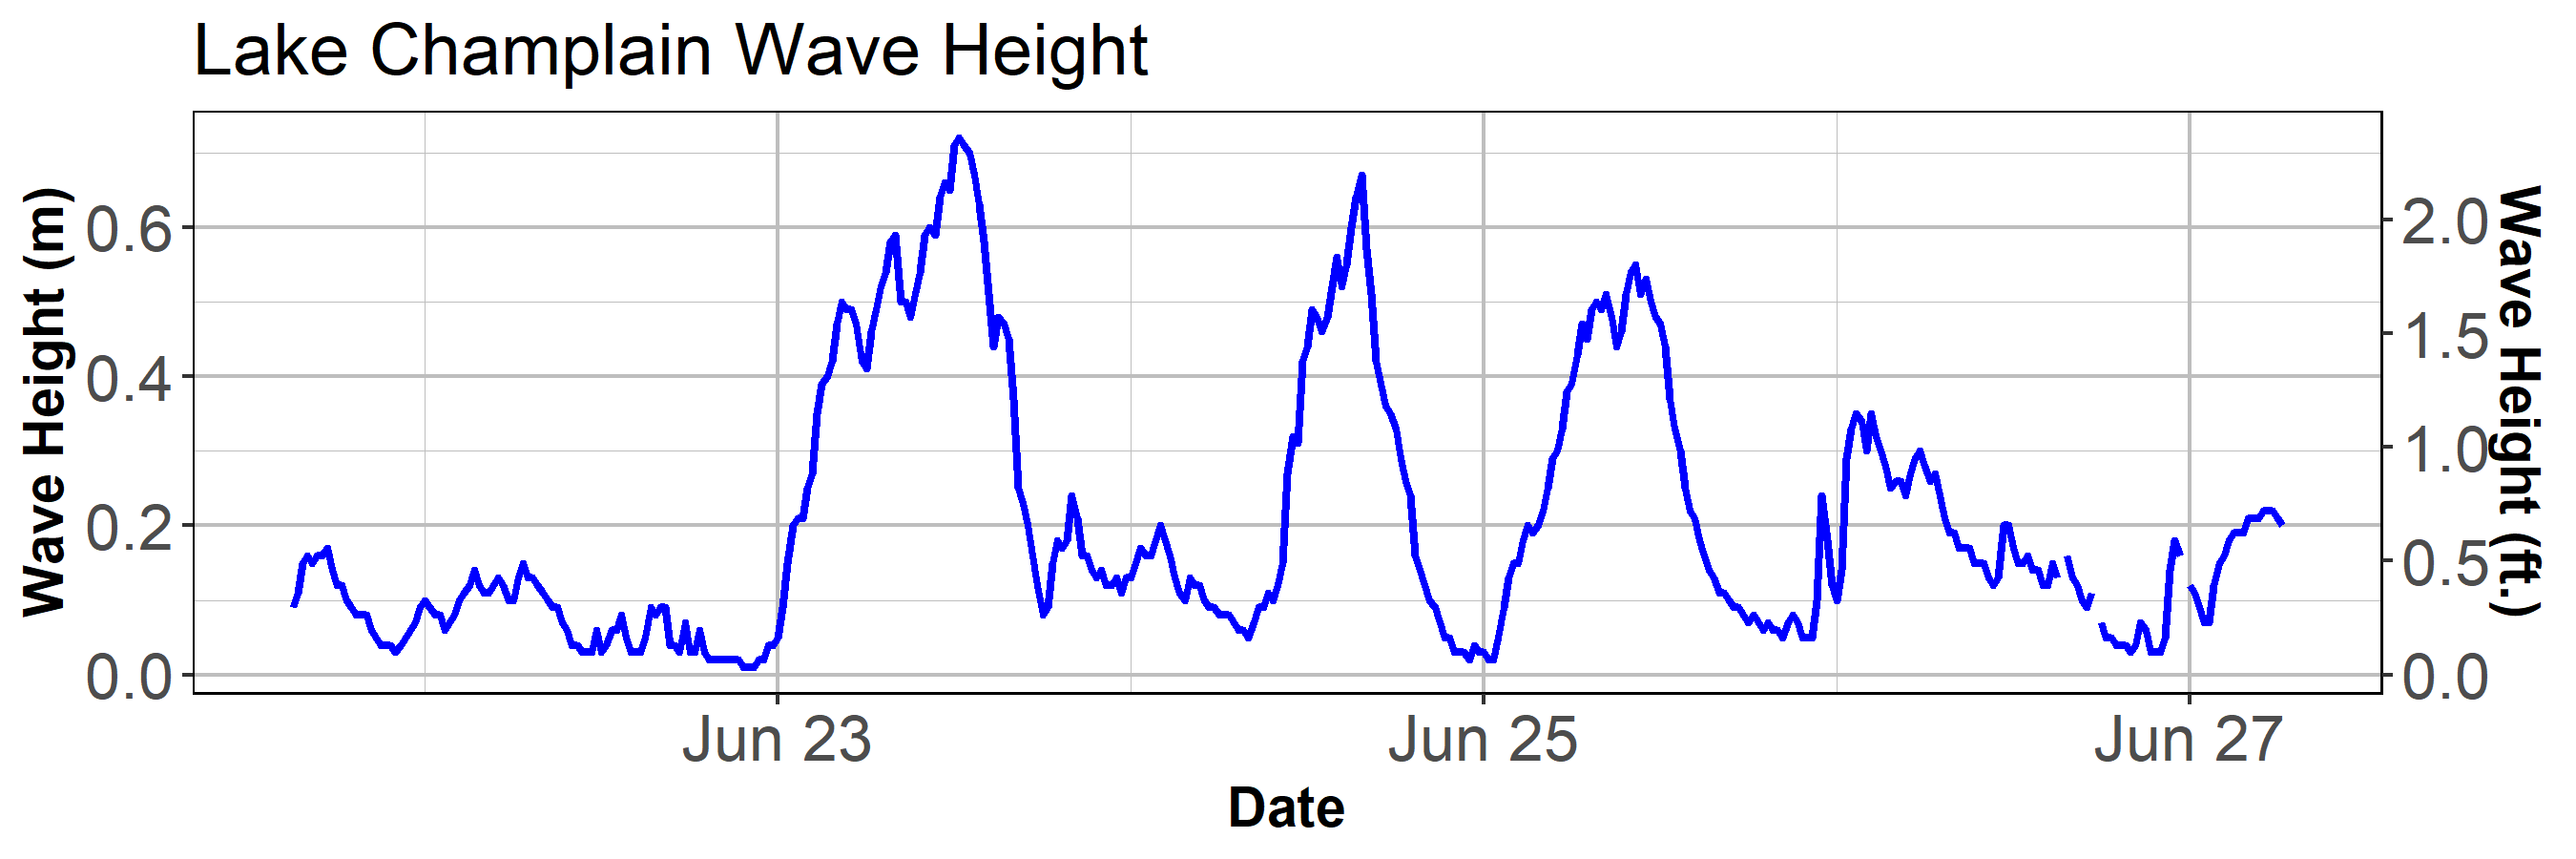 Lake Champlain Wave Height
Wave Height (m)
0.6
0.4
0.2
0.0
2.0
1.5
1.0
0.5
0.0
Wave Height (ft.)
Jun 23
Jun 25
Jun 27
Date